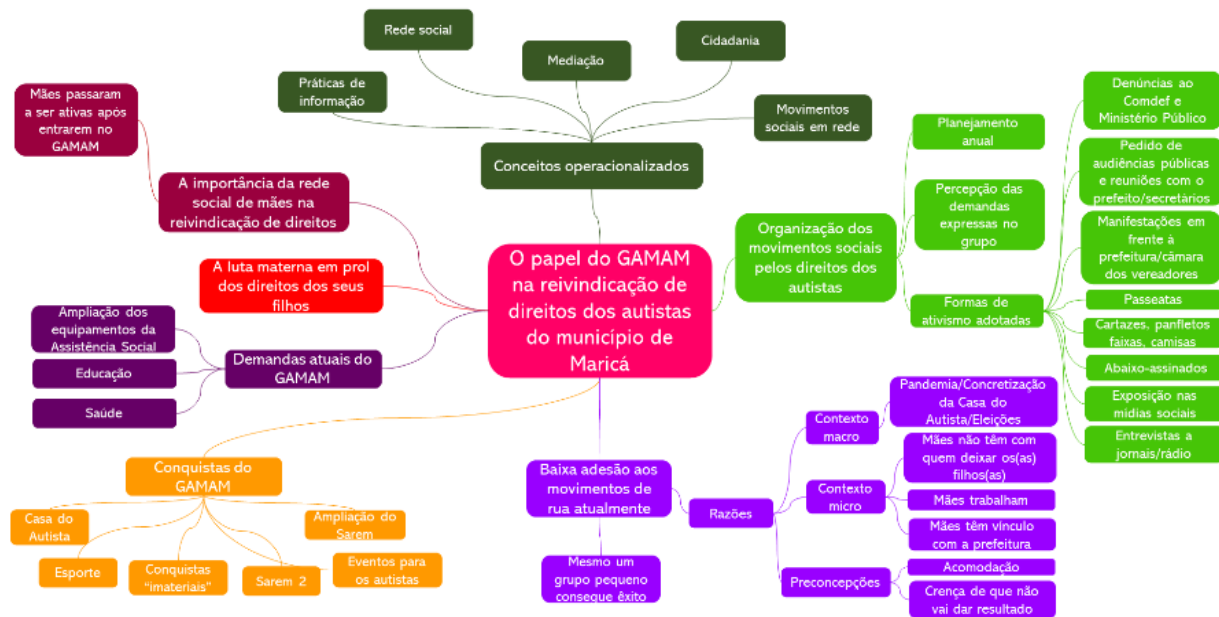 Rede social
Mediação
Cidadania
Práticas de
informação
Movimentos
sociais em rede
Conceitos operacionalizados
Mães passaram
a ser ativas após
entrarem no
GAMAM
A importância da rede
social de mães na
reivindicação de direitos
A luta materna em prol
dos direitos dos seus
filhos
Ampliação dos
equipamentos da
Assistência Social
Educação
Saúde
Demandas atuais do
GAMAM
O papel do GAMAM
na reivindicação de
direitos dos autistas
do município de
Maricá
Organização dos
movimentos sociais
pelos direitos dos
autistas
Planejamento
anual
Percepção das
demandas
expressas no
grupo
Formas de
ativismo adotadas
Denúncias ao
Comdef e
Ministério Público
Pedido de
audiências públicas
e reuniões com o
prefeito/secretários
Manifestações em
frente à
prefeitura/câmara
dos vereadores
Passeatas
Cartazes, panfletos
faixas, camisas
Abaixo-assinados
Exposição nas
mídias sociais
Entrevistas a
jornais/rádio
Conquistas do
GAMAM
Casa do
Autista
Esporte
Conquistas
"imateriais"
Sarem 2
Ampliação do
Sarem
Eventos para
os autistas
Baixa adesão aos
movimentos de
rua atualmente
Mesmo um
grupo pequeno
consegue êxito
Razões
Contexto
macro
Pandemia/Concretização
da Casa do
Autista/Eleições
Contexto
micro
Mães não têm com
quem deixar os(as)
filhos(as)
Mães trabalham
Mães têm vínculo
com a prefeitura
Preconcepções
Acomodação
Crença de que não
vai dar resultado